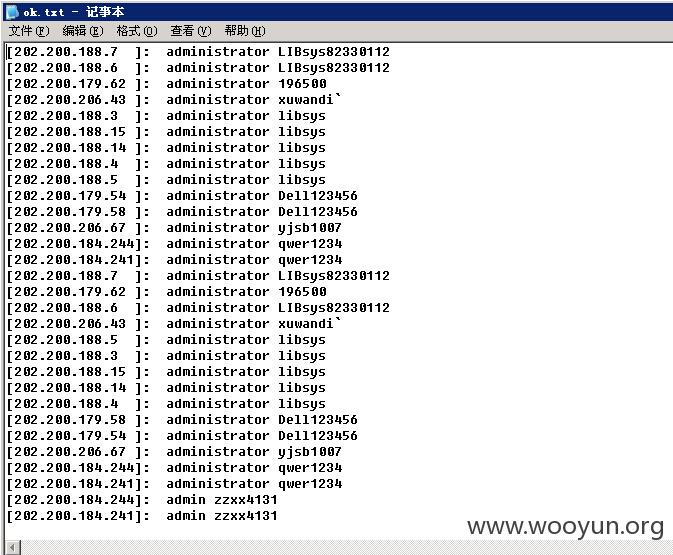 ok.txt - 记事本
文件(F) 编辑(E) 格式(O) 查看(V) 帮助(H)
[202.200.188.7  ]:  administrator LIBsys82330112
[202.200.188.6  ]:  administrator LIBsys82330112
[202.200.179.62 ]:  administrator 196500
[202.200.206.43 ]:  administrator xuwandi`
[202.200.188.3  ]:  administrator libsys
[202.200.188.15 ]:  administrator libsys
[202.200.188.14 ]:  administrator libsys
[202.200.188.4  ]:  administrator libsys
[202.200.188.5  ]:  administrator libsys
[202.200.179.54 ]:  administrator Dell123456
[202.200.179.58 ]:  administrator Dell123456
[202.200.206.67 ]:  administrator yjsb1007
[202.200.184.244]:  administrator qwer1234
[202.200.184.241]:  administrator qwer1234
[202.200.188.7  ]:  administrator LIBsys82330112
[202.200.179.62 ]:  administrator 196500
[202.200.188.6  ]:  administrator LIBsys82330112
[202.200.206.43 ]:  administrator xuwandi`
[202.200.188.5  ]:  administrator libsys
[202.200.188.3  ]:  administrator libsys
[202.200.188.15 ]:  administrator libsys
[202.200.188.14 ]:  administrator libsys
[202.200.188.4  ]:  administrator libsys
[202.200.179.58 ]:  administrator Dell123456
[202.200.179.54 ]:  administrator Dell123456
[202.200.206.67 ]:  administrator yjsb1007
[202.200.184.244]:  administrator qwer1234
[202.200.184.241]:  administrator qwer1234
[202.200.184.244]:  admin zzxx4131
[202.200.184.241]:  admin zzxx4131
www.wooyun.org